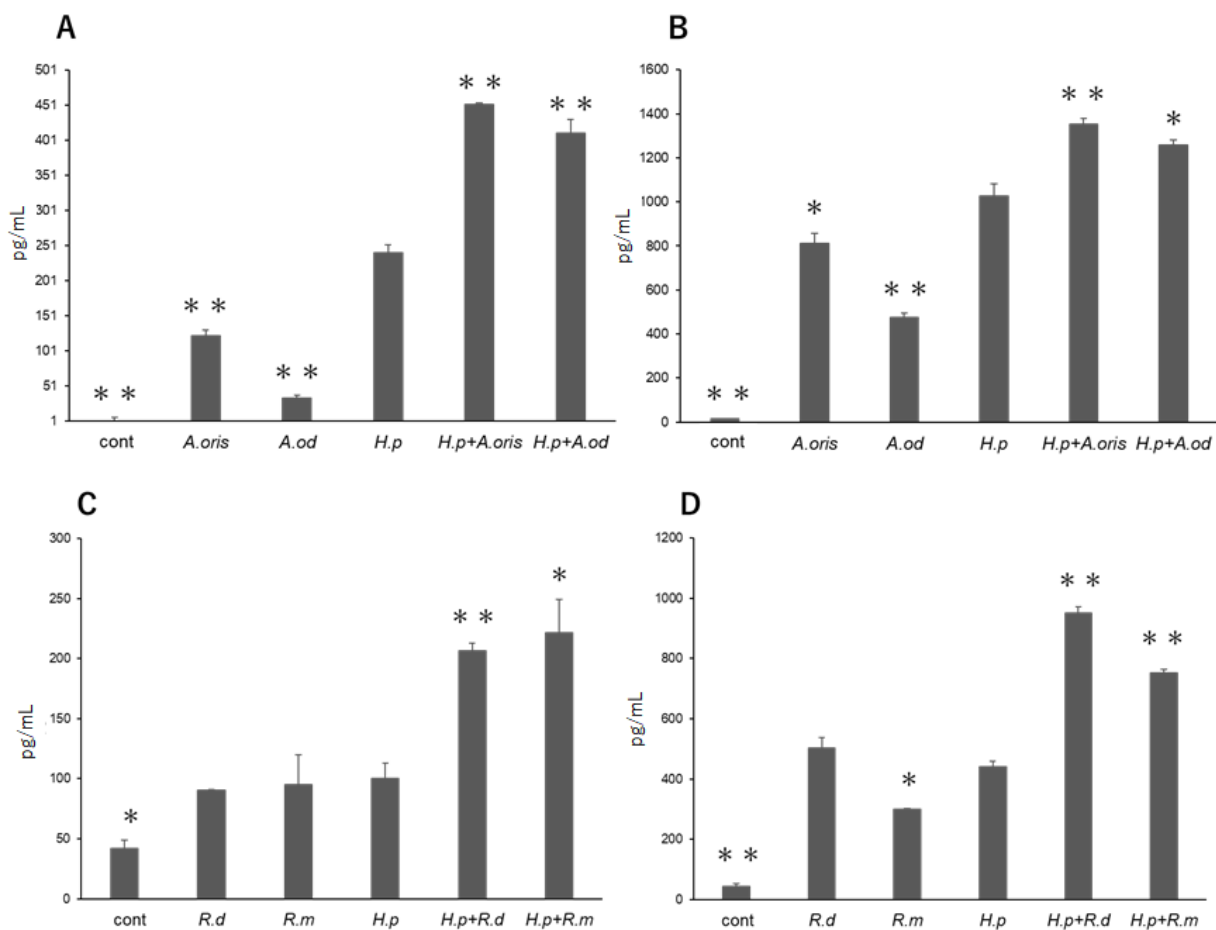 A
pg/mL
501
451
401
351
301
251
201
151
101
51
1
** ** ** ** **
cont A.oris A.od H.p H.p+A.oris H.p+A.od
B
pg/mL
1600
1400
1200
1000
800
600
400
200
0
** * ** ** *
cont A.oris A.od H.p H.p+A.oris H.p+A.od
C
pg/mL
300
250
200
150
100
50
0
* ** *
cont R.d R.m H.p H.p+R.d H.p+R.m
D
pg/mL
1200
1000
800
600
400
200
0
** * ** **
cont R.d R.m H.p H.p+R.d H.p+R.m